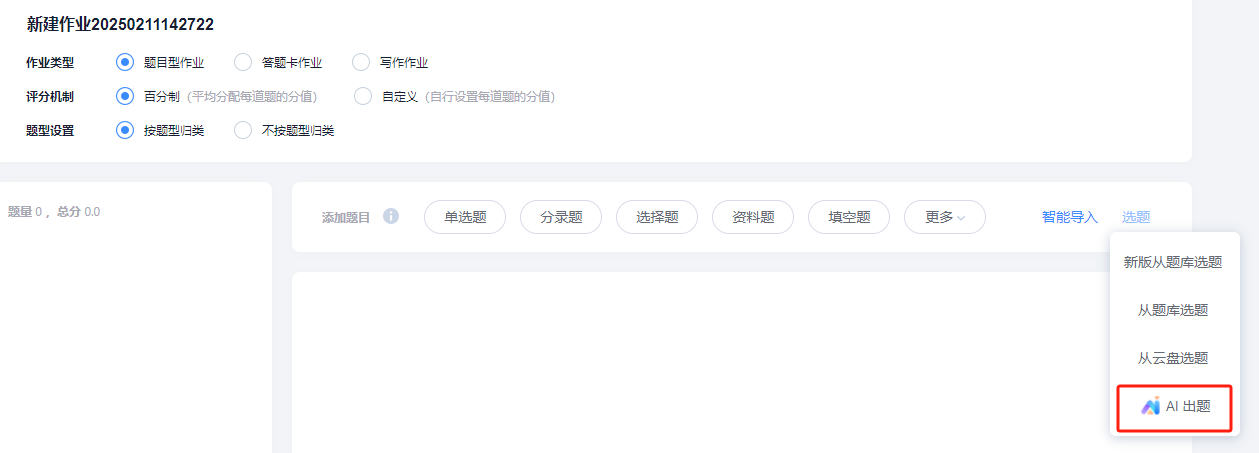 新建作业20250211142722
作业类型 题目型作业 答题卡作业 写作作业
评分机制 百分制（平均分配每道题的分值） 自定义（自行设置每道题的分值）
题型设置 按题型归类 不按题型归类
题量 0 ，总分 0.0
添加题目 单选题 分录题 选择题 资料题 填空题 更多 智能导入 选题
新版从题库选题
从题库选题
从云盘选题
AI 出题